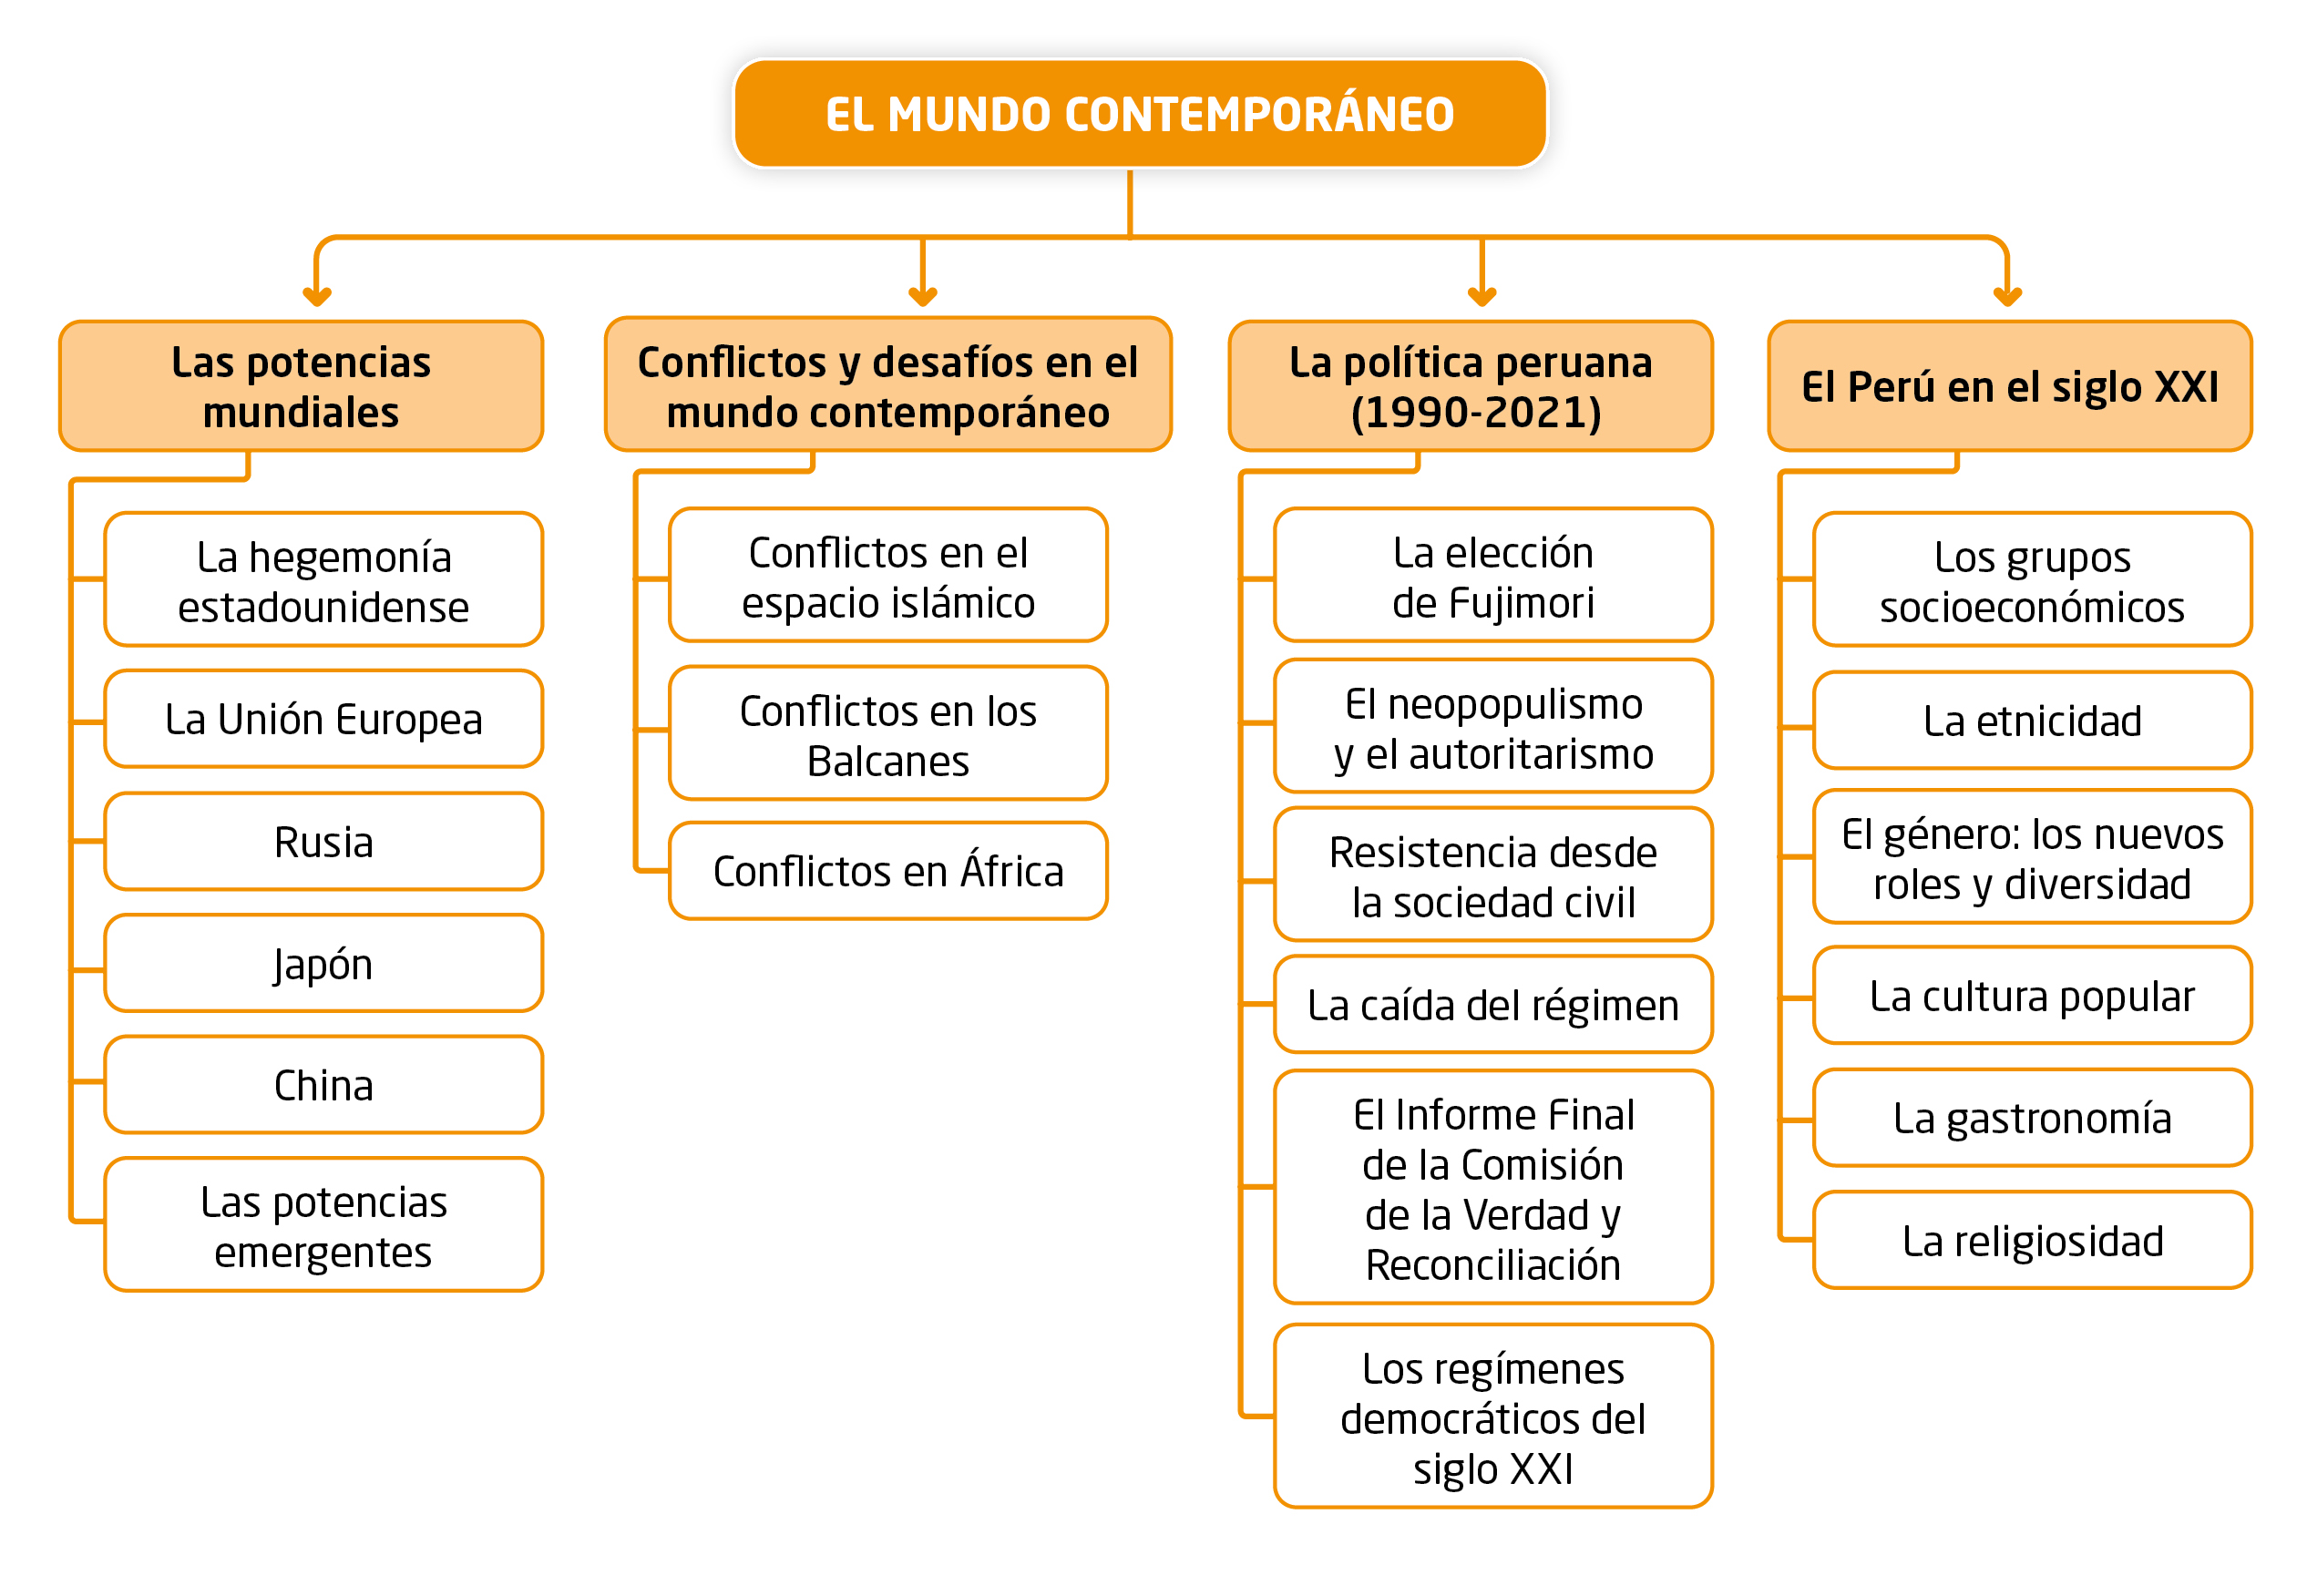 EL MUNDO CONTEMPORÁNEO
Las potencias
mundiales
La hegemonía
estadounidense
La Unión Europea
Rusia
Japón
China
Las potencias
emergentes
Conflictos y desafíos en el
mundo contemporáneo
Conflictos en el
espacio islámico
Conflictos en los
Balcanes
Conflictos en África
La política peruana
(1990-2021)
La elección
de Fujimori
El neopopulismo
y el autoritarismo
Resistencia desde
la sociedad civil
La caída del régimen
El Informe Final
de la Comisión
de la Verdad y
Reconciliación
Los regímenes
democráticos del
siglo XXI
El Perú en el siglo XXI
Los grupos
socioeconómicos
La etnicidad
El género: los nuevos
roles y diversidad
La cultura popular
La gastronomía
La religiosidad